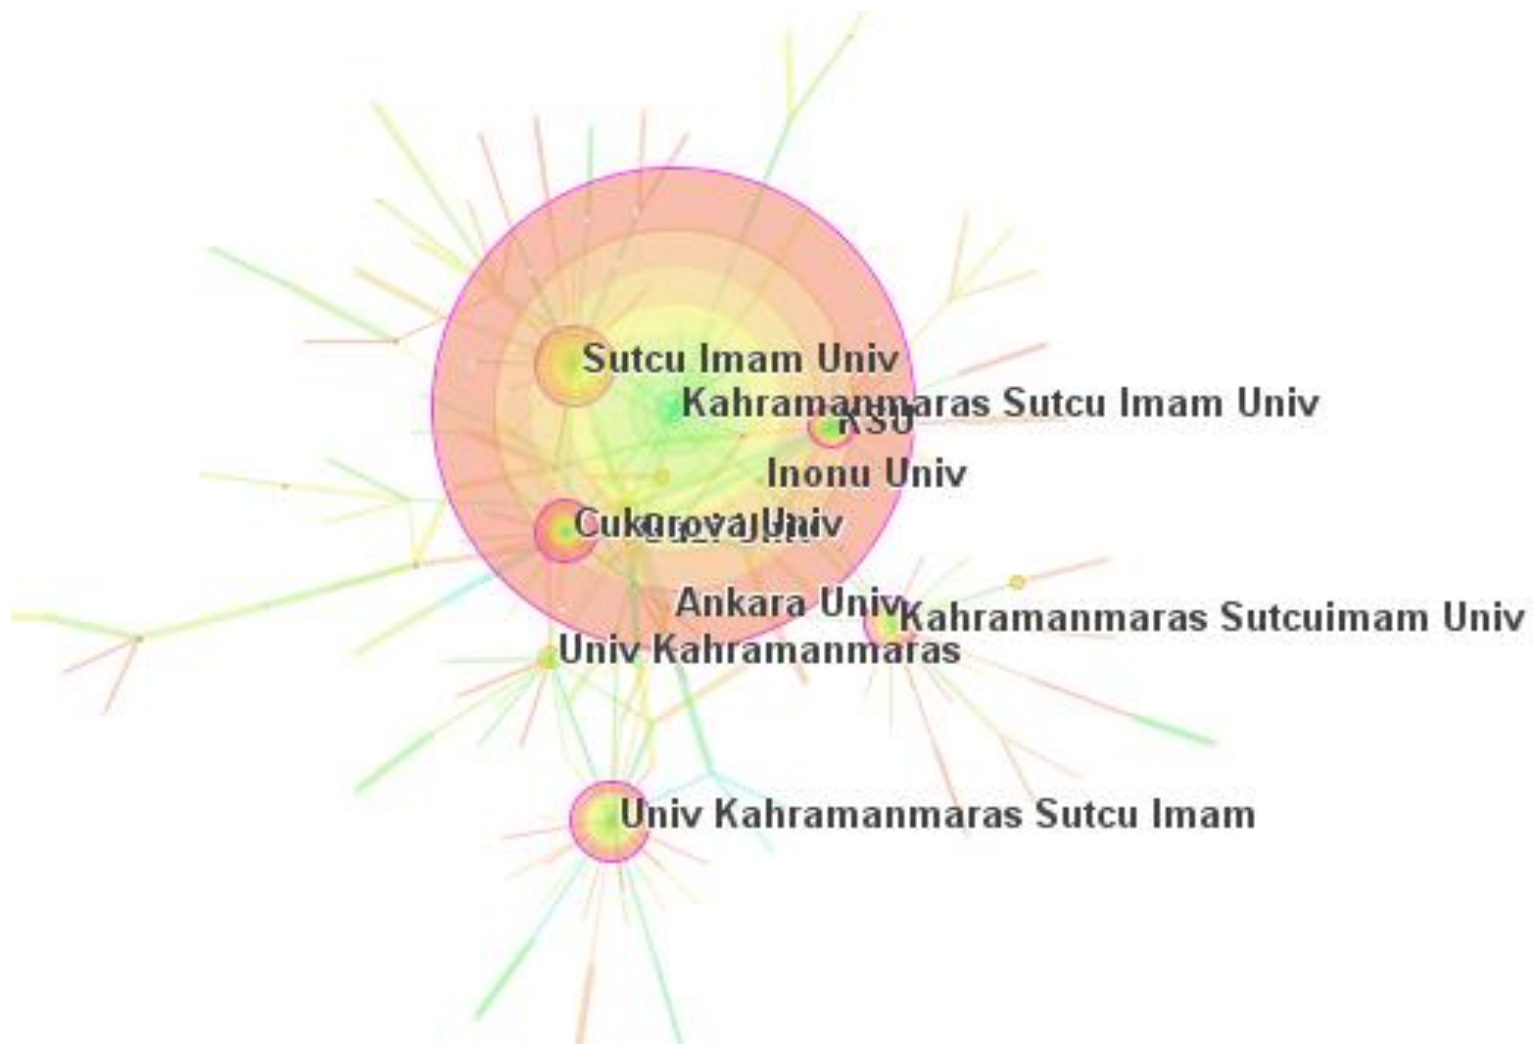 Sutcu Imam Univ
Kahramanmaras Sutcu Imam Univ
KSU
Inonu Univ
Cukurova Univ
Ankara Univ
Kahramanmaras Sutcuimam Univ
Univ Kahramanmaras
Univ Kahramanmaras Sutcu Imam